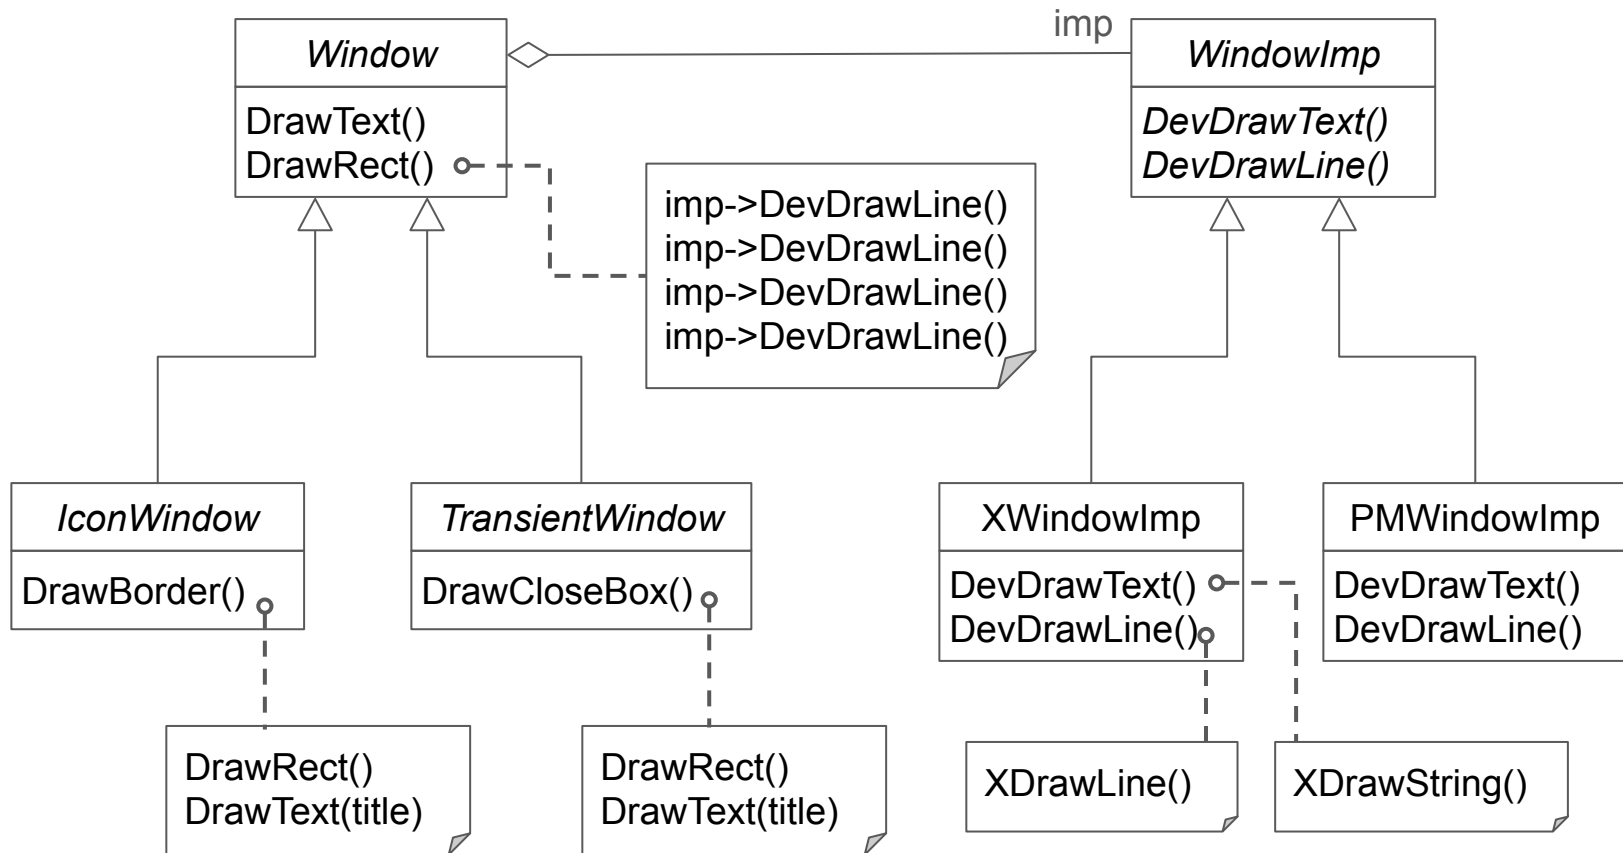 imp
Window
WindowImp
DrawText()
DrawRect()
DevDrawText()
DevDrawLine()
imp->DevDrawLine()
imp->DevDrawLine()
imp->DevDrawLine()
imp->DevDrawLine()
IconWindow
DrawBorder()
TransientWindow
DrawCloseBox()
XWindowImp
DevDrawText()
DevDrawLine()
PMWindowImp
DevDrawText()
DevDrawLine()
DrawRect()
DrawText(title)
DrawRect()
DrawText(title)
XDrawLine()
XDrawString()